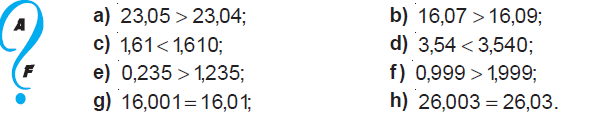 A
F
a) 23,05 > 23,04; b) 16,07 > 16,09;
c) 1,61 < 1,610; d) 3,54 < 3,540;
e) 0,235 > 1,235; f) 0,999 > 1,999;
g) 16,001 = 16,01; h) 26,003 = 26,03.